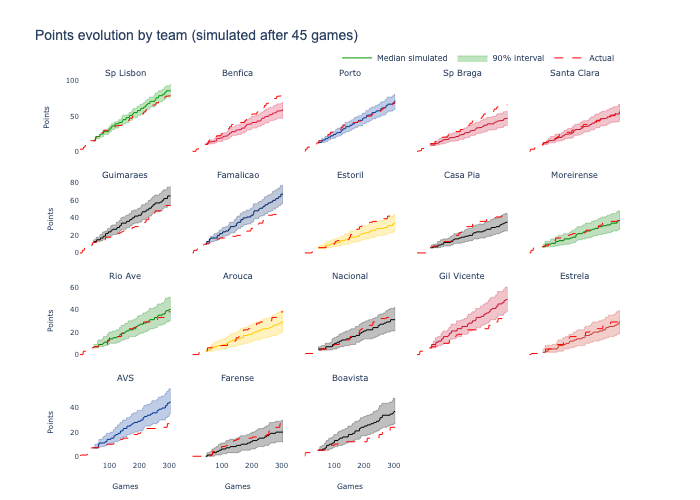 Points evolution by team (simulated after 45 games)
Median simulated 90% interval Actual
Sp Lisbon Benfica Porto Sp Braga Santa Clara
100
50
0
Points
Guimaraes Famalicao Estoril Casa Pia Moreirense
80
60
40
20
0
Points
Rio Ave Arouca Nacional Gil Vicente Estrela
60
40
20
0
Points
AVS Farense Boavista
40
20
0
Points
100 300 100 300 100 300
Games Games Games